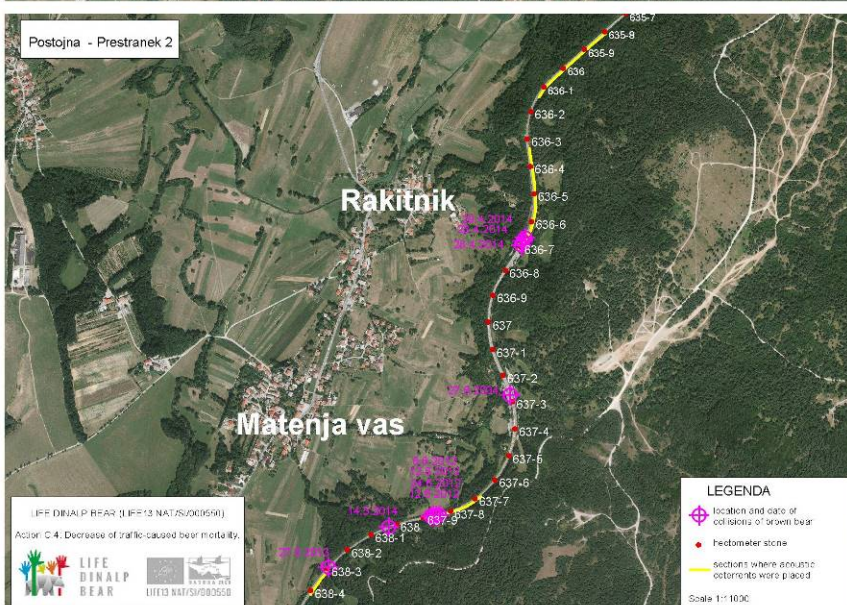 Postojna - Prestranek 2
635-7
635-8
635-9
636
636-1
636-2
636-3
636-4
636-5
636-6
Rakitnik
636-7
636-8
636-9
637
637-1
637-2
637-3
637-4
637-5
637-6
Matenja vas
637-7
637-8
637-9
14.5.2014
638
638-1
638-2
638-3
638-4
LIFE DINALP BEAR (LIFE13 NAT/SI/000550)
Action C.4: Decrease of traffic-caused bear mortality.
LIFE
DINALP
BEAR
LIFE13 NAT/SI/000550
LEGENDA
location and date of
collisions of brown bear
hectometer stone
sections where acoustic
deterrents were placed
Scale 1:11000